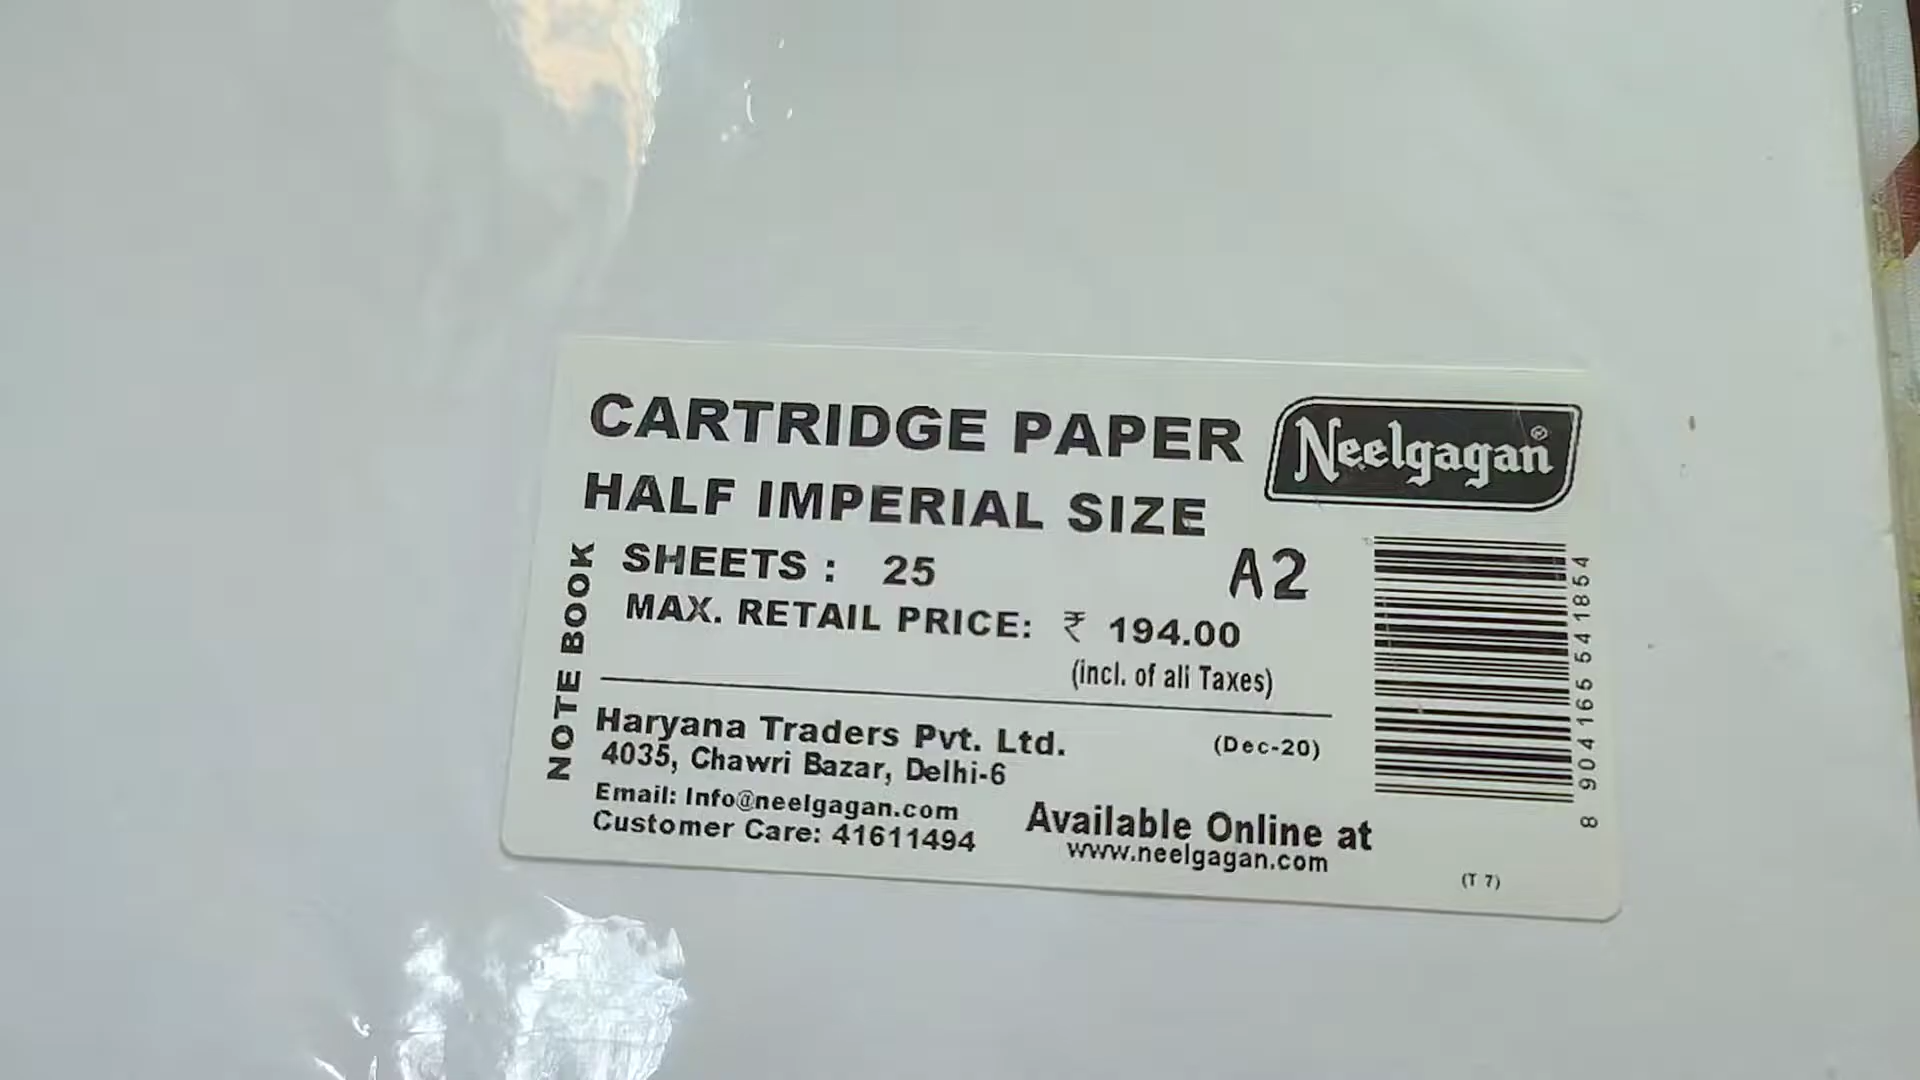 CARTRIDGE PAPER
Neelgagan
HALF IMPERIAL SIZE
SHEETS : 25
A2
MAX. RETAIL PRICE: ₹ 194.00
(incl. of all Taxes)
NOTE BOOK
Haryana Traders Pvt. Ltd.
(Dec-20)
4035, Chawri Bazar, Delhi-6
Email: Info@neelgagan.com
Customer Care: 41611494
Available Online at
www.neelgagan.com
8 904165 541854
(T 7)